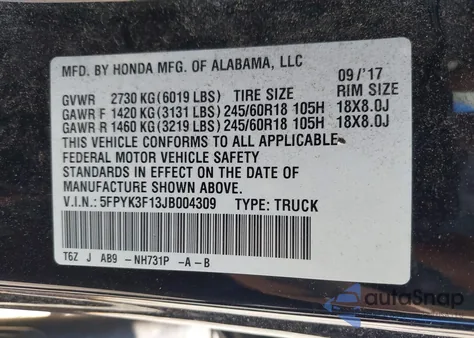 MFD. BY HONDA MFG. OF ALABAMA, LLC 09/'17
GVWR 2730 KG(6019 LBS) TIRE SIZE RIM SIZE
GAWR F 1420 KG(3131 LBS) 245/60R18 105H 18X8.0J
GAWR R 1460 KG(3219 LBS) 245/60R18 105H 18X8.0J
THIS VEHICLE CONFORMS TO ALL APPLICABLE
FEDERAL MOTOR VEHICLE SAFETY
STANDARDS IN EFFECT ON THE DATE OF
MANUFACTURE SHOWN ABOVE.
V.I.N.: 5FPYK3F13JB004309 TYPE: TRUCK
T6Z J AB9 -NH731P -A-B
autoSnap